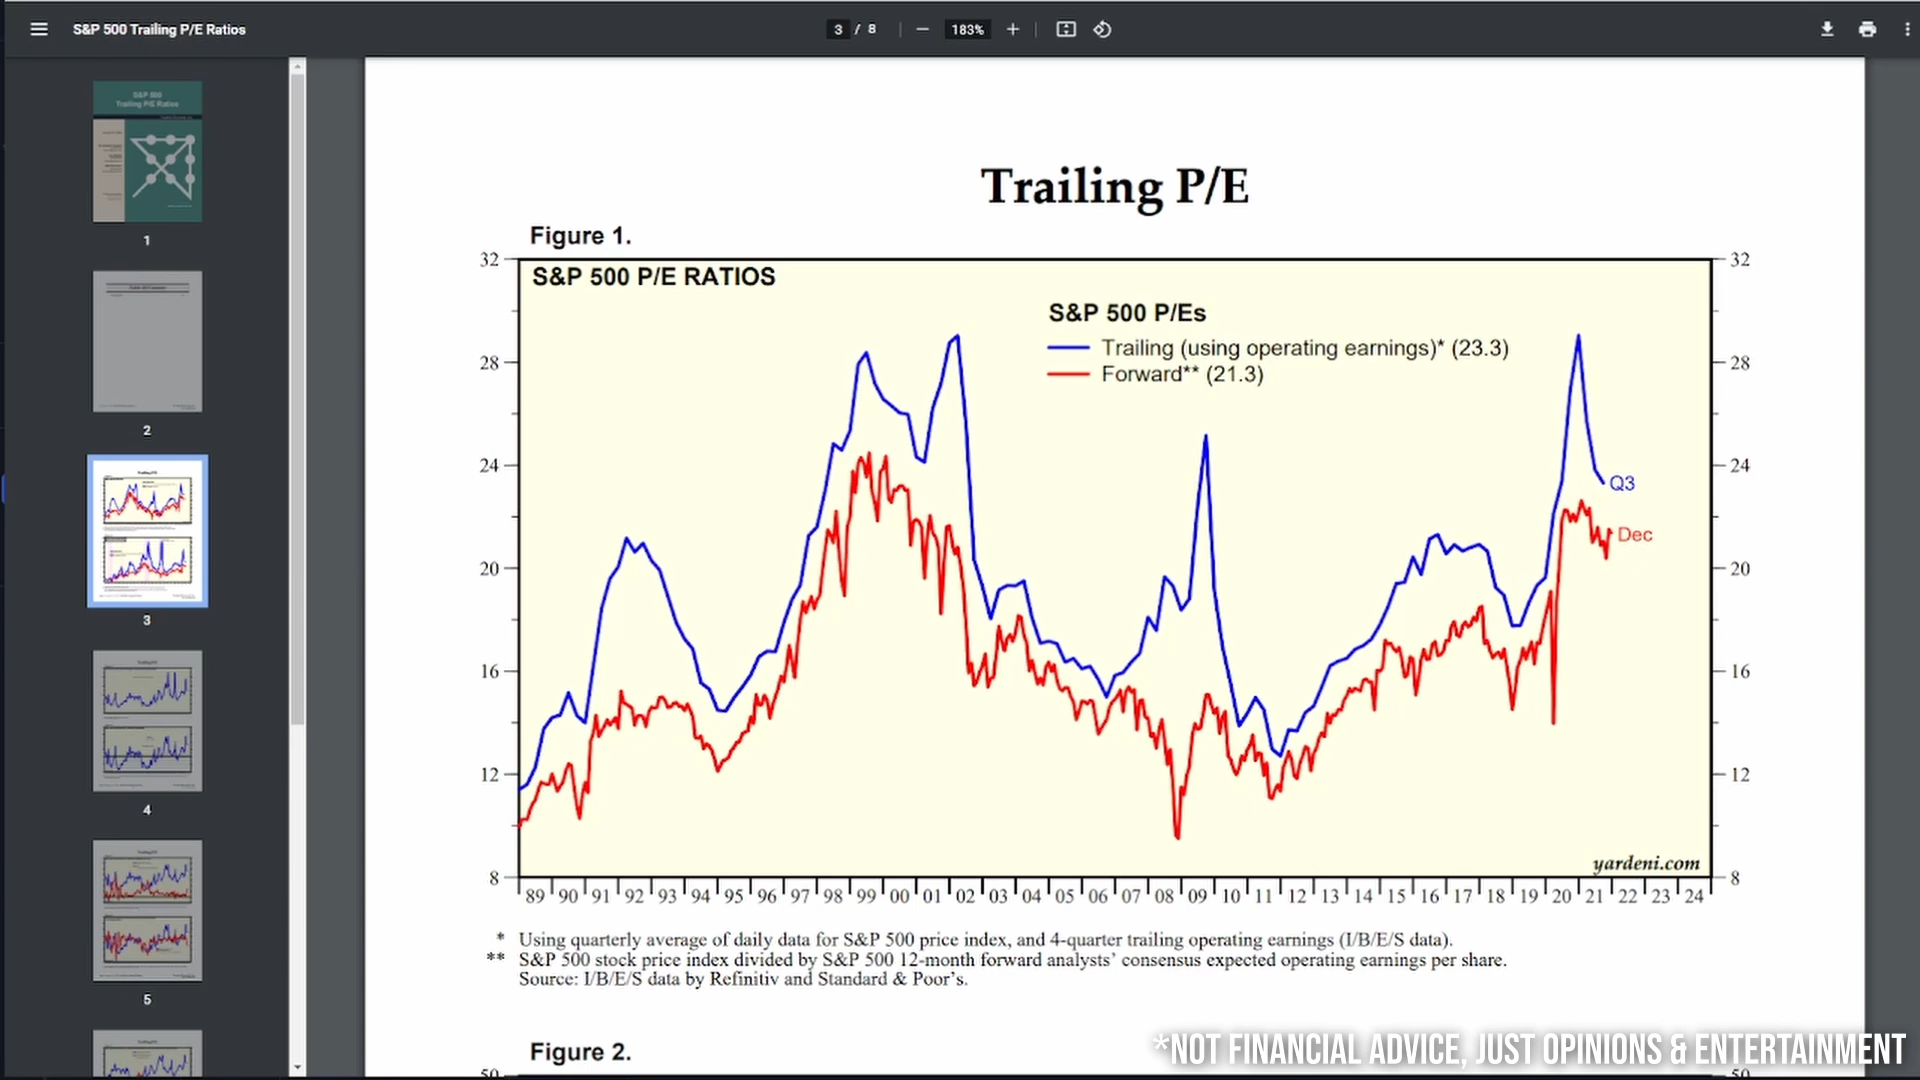 S&P 500 Trailing P/E Ratios
3 / 8
183%
S&P 500
Trailing P/E Ratios
1
2
3
4
5
Trailing P/E
Figure 1.
S&P 500 P/E RATIOS
S&P 500 P/Es
Trailing (using operating earnings)* (23.3)
Forward** (21.3)
32 32
28 28
24 24
20 20
16 16
12 12
8 8
Q3
Dec
yardeni.com
89 90 91 92 93 94 95 96 97 98 99 00 01 02 03 04 05 06 07 08 09 10 11 12 13 14 15 16 17 18 19 20 21 22 23 24
* Using quarterly average of daily data for S&P 500 price index, and 4-quarter trailing operating earnings (I/B/E/S data).
** S&P 500 stock price index divided by S&P 500 12-month forward analysts’ consensus expected operating earnings per share.
Source: I/B/E/S data by Refinitiv and Standard & Poor’s.
Figure 2.
50 50
*NOT FINANCIAL ADVICE, JUST OPINIONS & ENTERTAINMENT